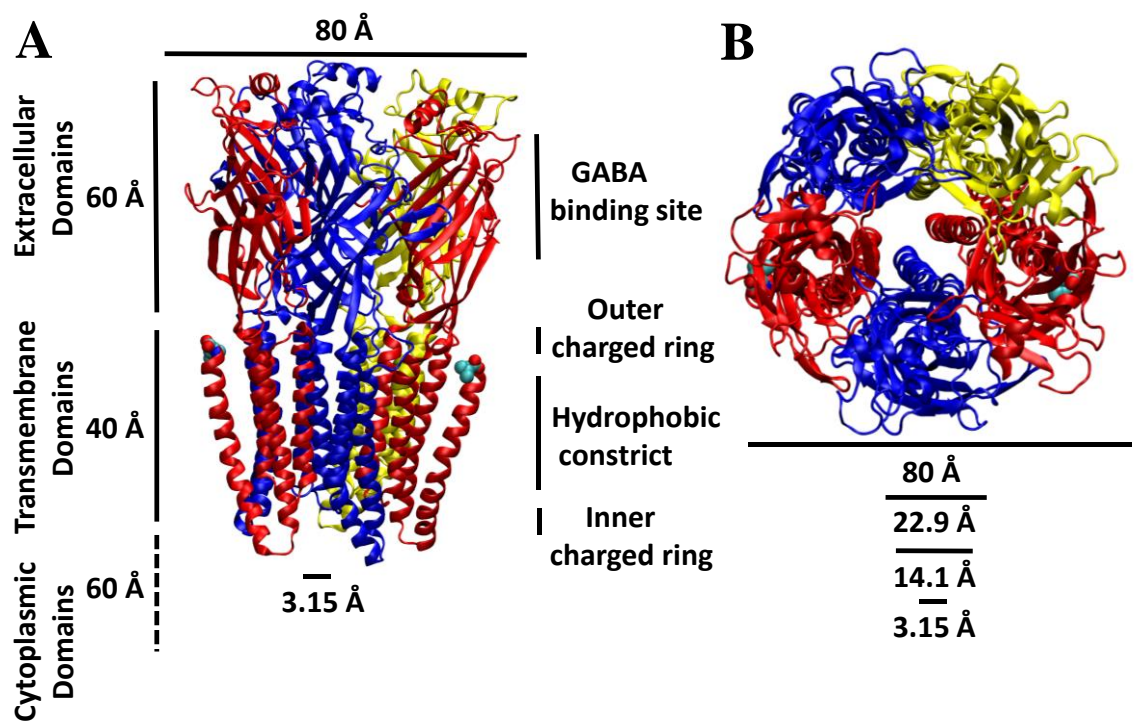 A
80 Å
B
Extracellular
Domains
60 Å
GABA
binding site
Outer
charged ring
Transmembrane
Domains
40 Å
Hydrophobic
constrict
Inner
charged ring
Cytoplasmic
Domains
60 Å
3.15 Å
80 Å
22.9 Å
14.1 Å
3.15 Å